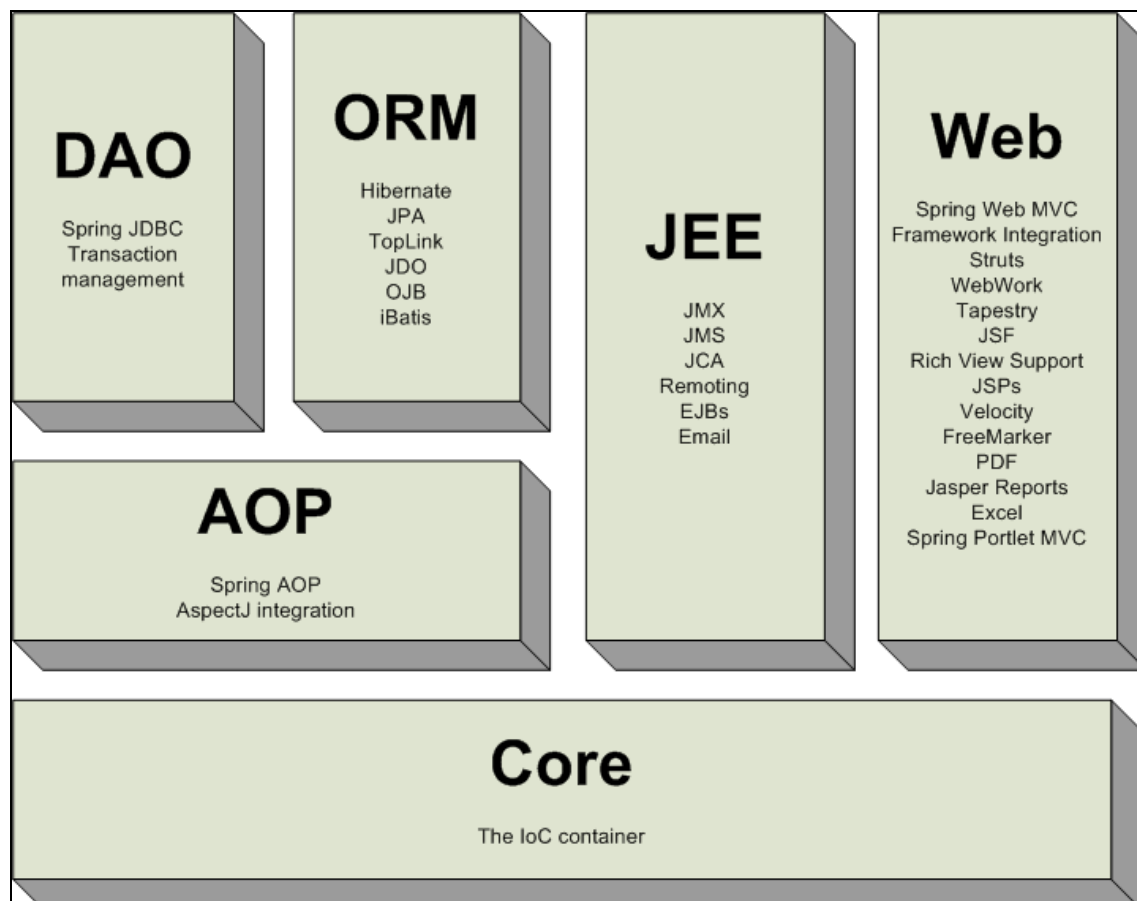 DAO
Spring JDBC
Transaction
management
ORM
Hibernate
JPA
TopLink
JDO
OJB
iBatis
JEE
JMX
JMS
JCA
Remoting
EJBs
Email
Web
Spring Web MVC
Framework Integration
Struts
WebWork
Tapestry
JSF
Rich View Support
JSPs
Velocity
FreeMarker
PDF
Jasper Reports
Excel
Spring Portlet MVC
AOP
Spring AOP
AspectJ integration
Core
The IoC container